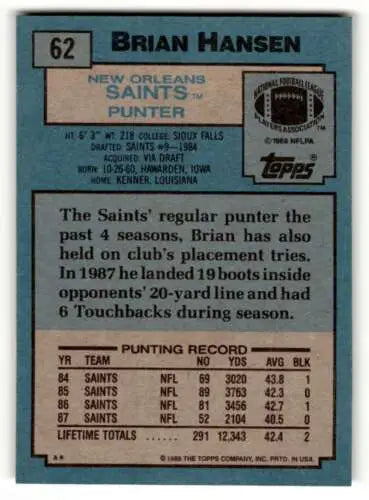 62 BRIAN HANSEN
NEW ORLEANS
SAINTS™
PUNTER
NATIONAL FOOTBALL LEAGUE
PLAYERS ASSOCIATION
© 1988 NFLPA
Topps®
HT: 6' 3" WT: 218 COLLEGE: SIOUX FALLS
DRAFTED: SAINTS #9-1984
ACQUIRED: VIA DRAFT
BORN: 10-26-60, HAWARDEN, IOWA
HOME: KENNER, LOUISIANA
The Saints' regular punter the
past 4 seasons, Brian has also
held on club's placement tries.
In 1987 he landed 19 boots inside
opponents' 20-yard line and had
6 Touchbacks during season.
PUNTING RECORD
YR TEAM NO YDS AVG BLK
84 SAINTS NFL 69 3020 43.8 1
85 SAINTS NFL 89 3763 42.3 0
86 SAINTS NFL 81 3456 42.7 1
87 SAINTS NFL 52 2104 40.5 0
LIFETIME TOTALS 291 12,343 42.4 2
A* © 1988 THE TOPPS COMPANY, INC. PRTD. IN U.S.A.